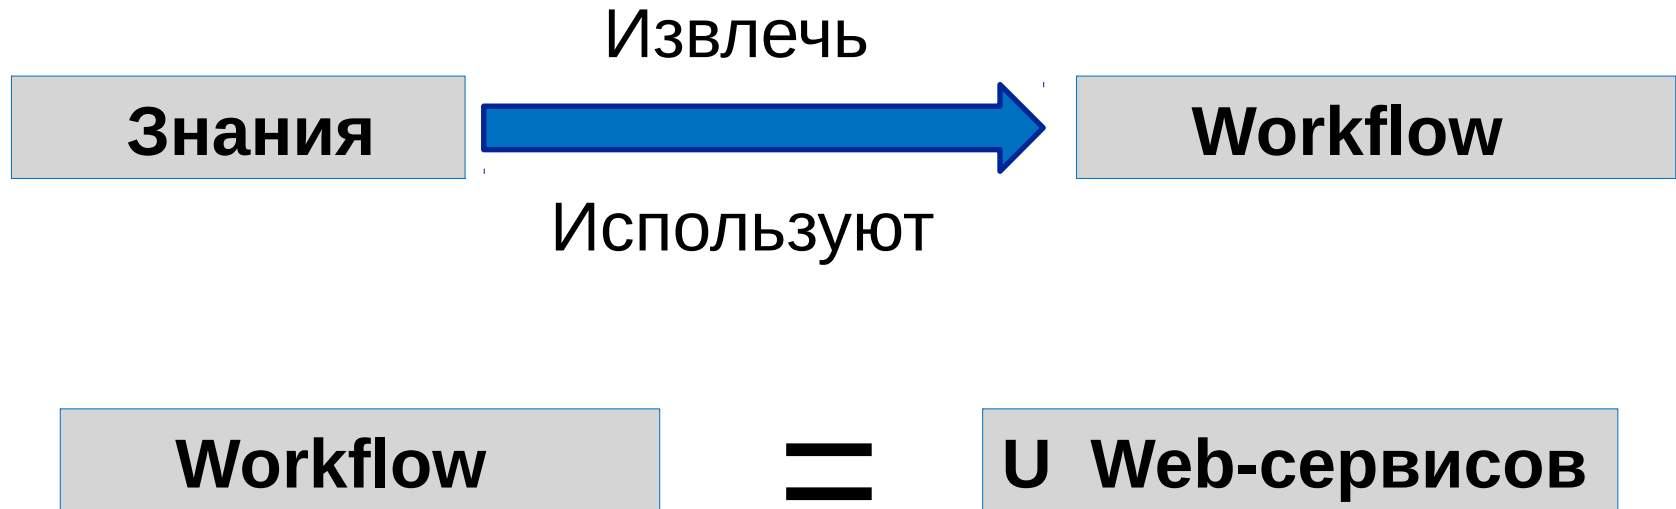 Извлечь
Знания
Workflow
Используют
Workflow = U Web-сервисов